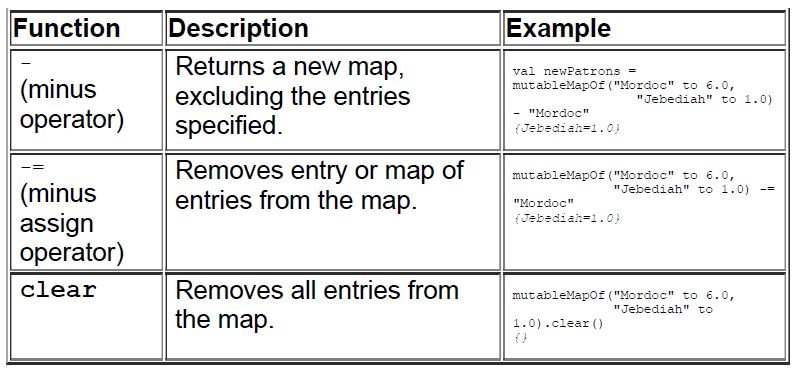 Function Description Example
-
(minus
operator)
Returns a new map,
excluding the entries
specified.
val newPatrons =
mutableMapOf("Mordoc" to 6.0,
"Jebediah" to 1.0)
- "Mordoc"
{Jebediah=1.0}
-=
(minus
assign
operator)
Removes entry or map of
entries from the map.
mutableMapOf("Mordoc" to 6.0,
"Jebediah" to 1.0) -=
"Mordoc"
{Jebediah=1.0}
clear
Removes all entries from
the map.
mutableMapOf("Mordoc" to 6.0,
"Jebediah" to
1.0).clear()
{}